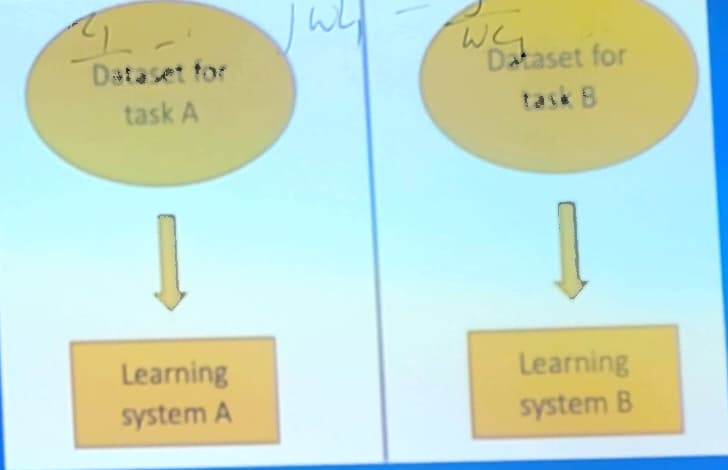 Dataset for
task A
Learning
system A
Dataset for
task B
Learning
system B